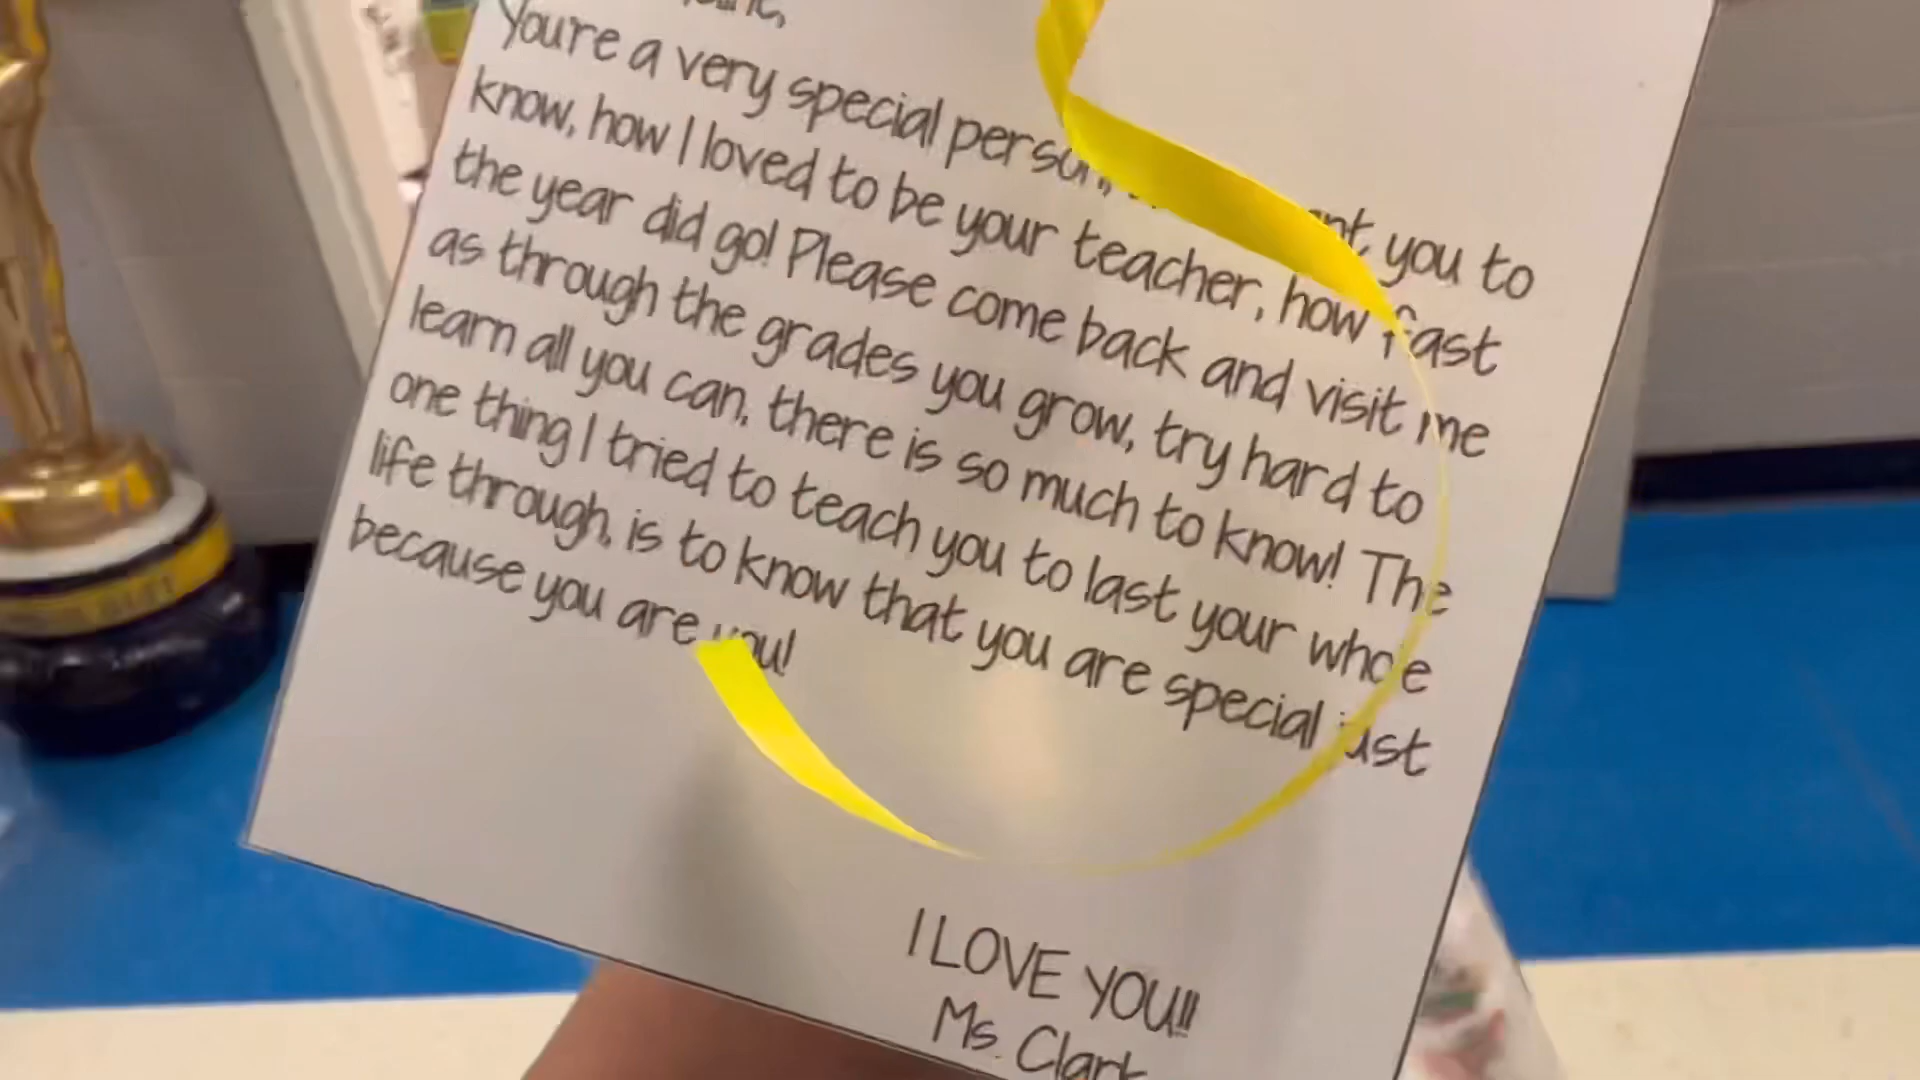 You're a very special person, you to
know, how I loved to be your teacher, how fast
the year did go! Please come back and visit me
as through the grades you grow, try hard to
learn all you can, there is so much to know! The
one thing I tried to teach you to last your whole
life through, is to know that you are special just
because you are you!
I LOVE YOU!!
Ms. Clark